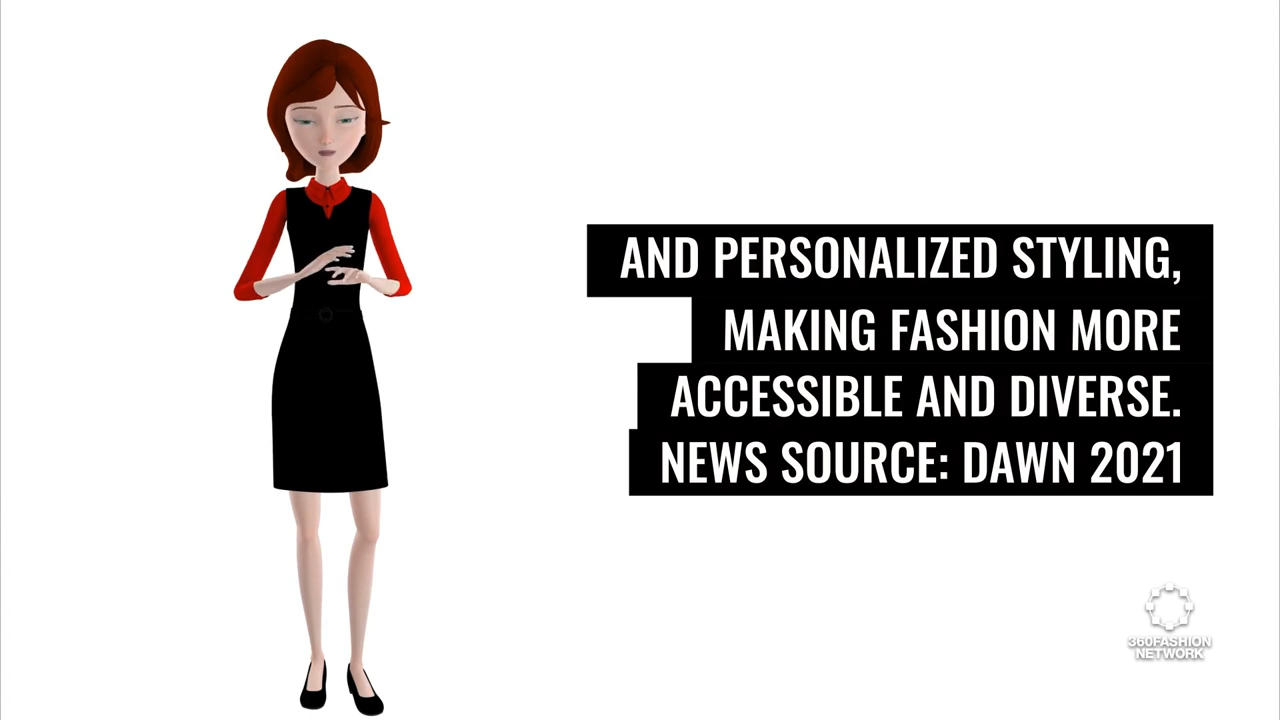 AND PERSONALIZED STYLING,
MAKING FASHION MORE
ACCESSIBLE AND DIVERSE.
NEWS SOURCE: DAWN 2021
360FASHION
NETWORK